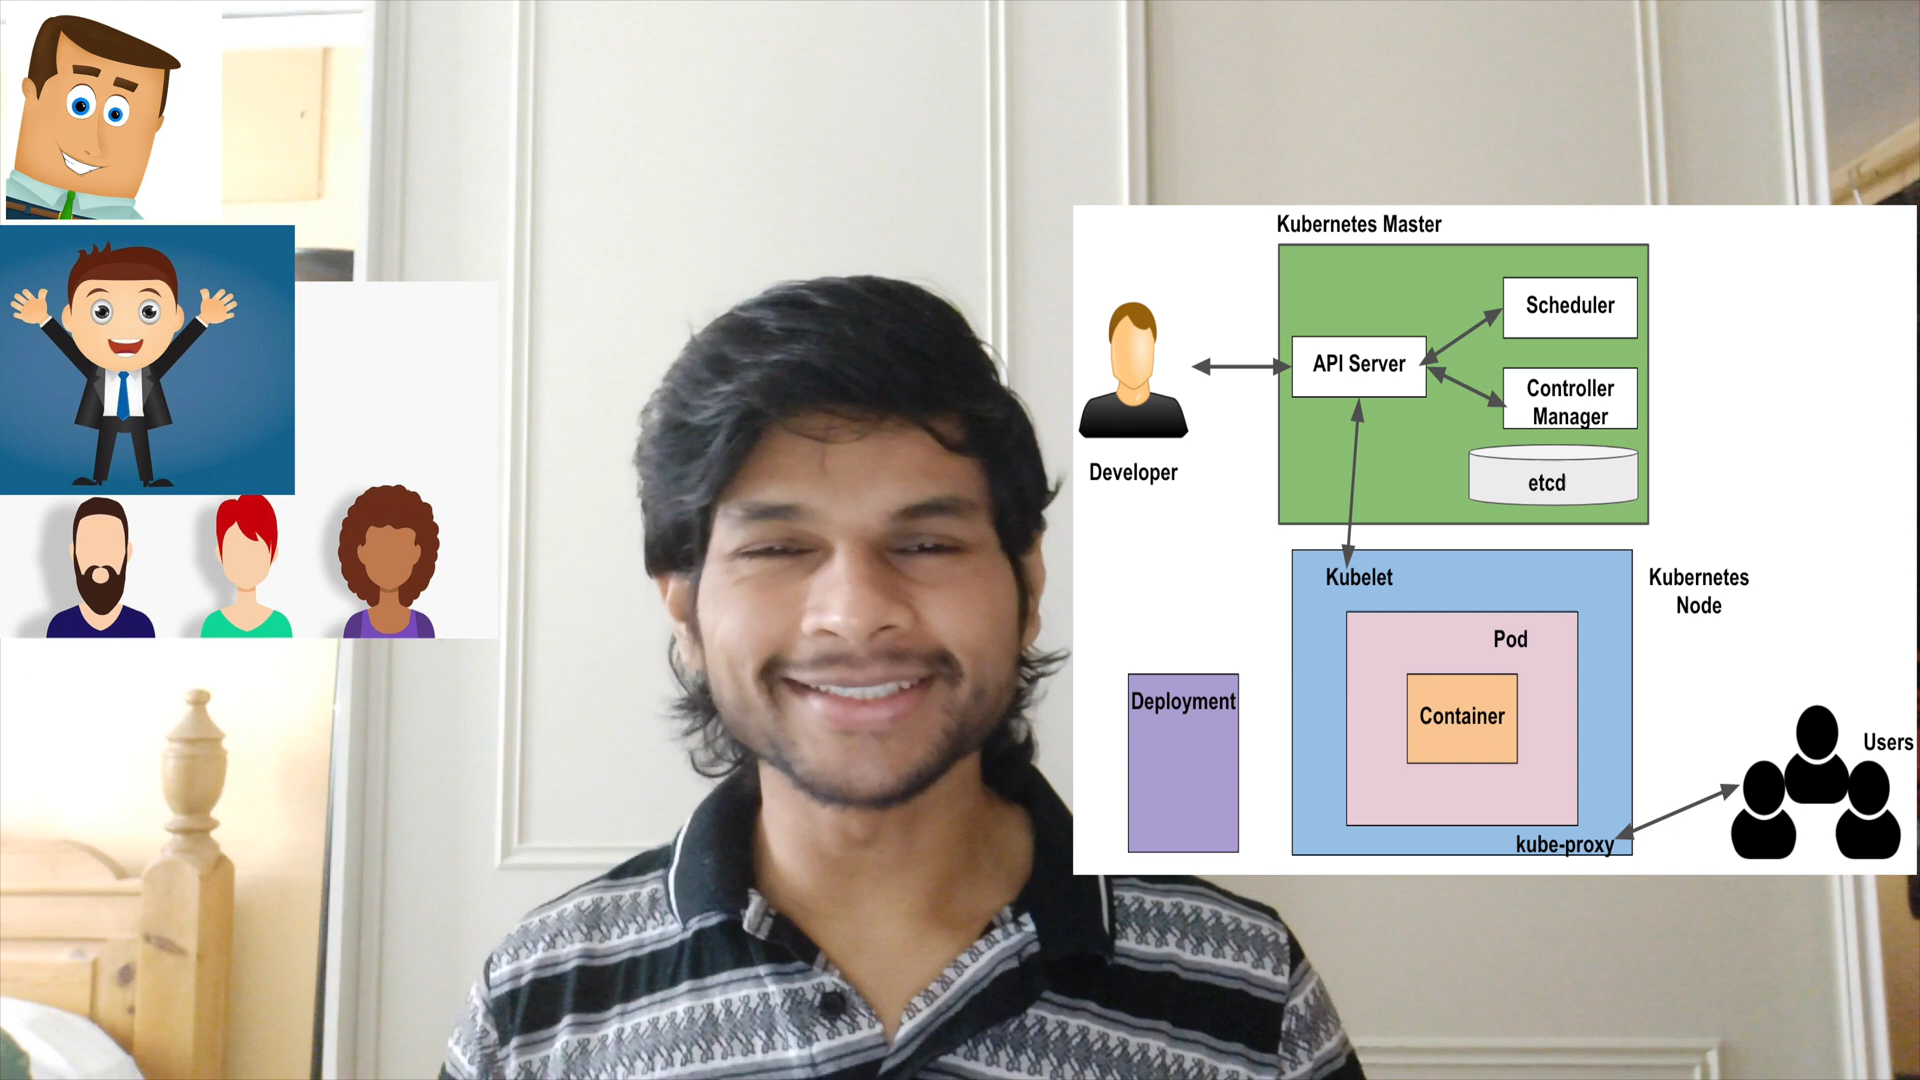 Kubernetes Master
Scheduler
API Server
Controller
Manager
etcd
Developer
Kubelet
Kubernetes
Node
Pod
Deployment
Container
Users
kube-proxy